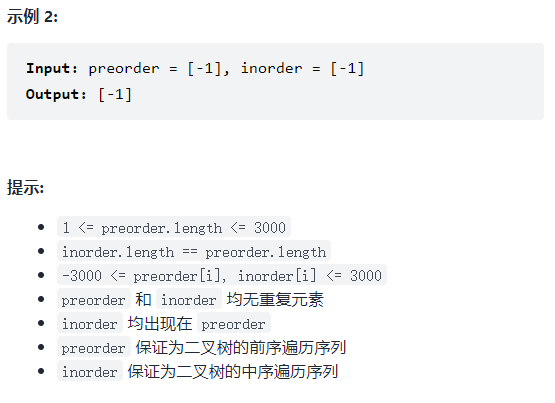 示例 2:
Input: preorder = [-1], inorder = [-1]
Output: [-1]
提示:
1 <= preorder.length <= 3000
inorder.length == preorder.length
-3000 <= preorder[i], inorder[i] <= 3000
preorder 和 inorder 均无重复元素
inorder 均出现在 preorder
preorder 保证为二叉树的前序遍历序列
inorder 保证为二叉树的中序遍历序列